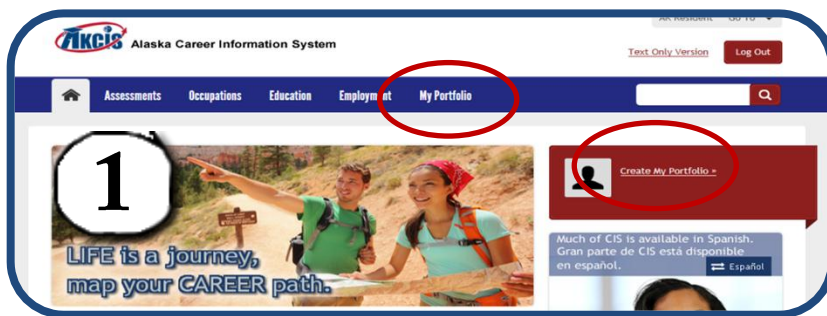 AK Resident Go To
AKCIS Alaska Career Information System
Text Only Version Log Out
Assessments Occupations Education Employment My Portfolio
1
Create My Portfolio »
LIFE is a journey,
map your CAREER path.
Much of CIS is available in Spanish.
Gran parte de CIS está disponible
en español.
Español